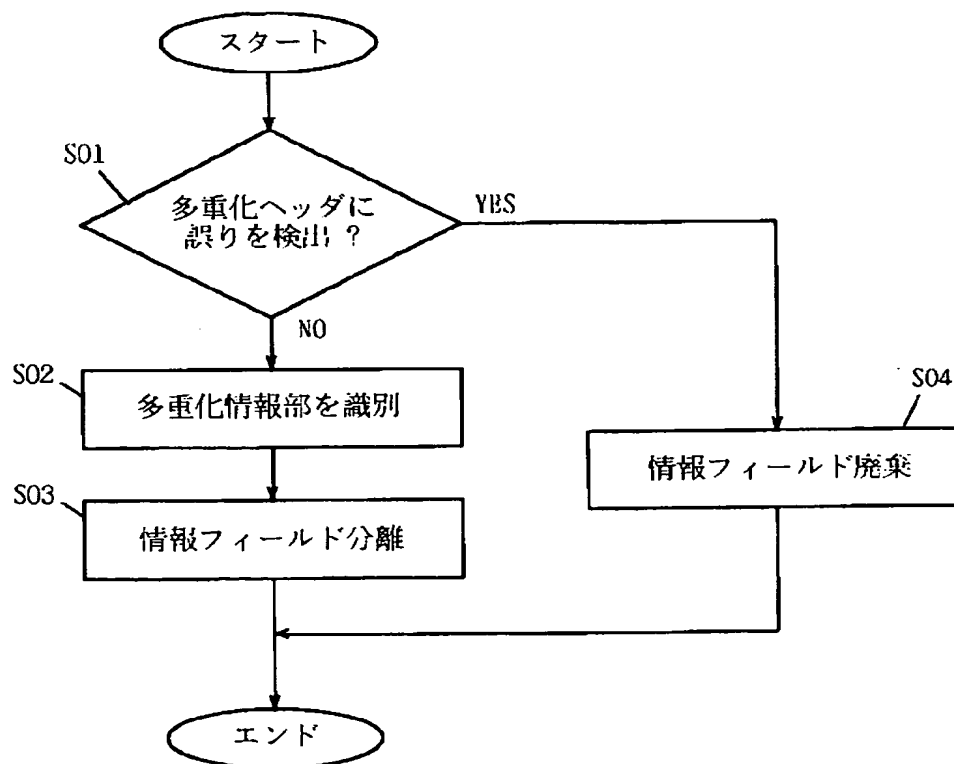 スタート
S01
多重化ヘッダに
誤りを検出?
YES
NO
S02
多重化情報部を識別
S04
情報フィールド廃棄
S03
情報フィールド分離
エンド